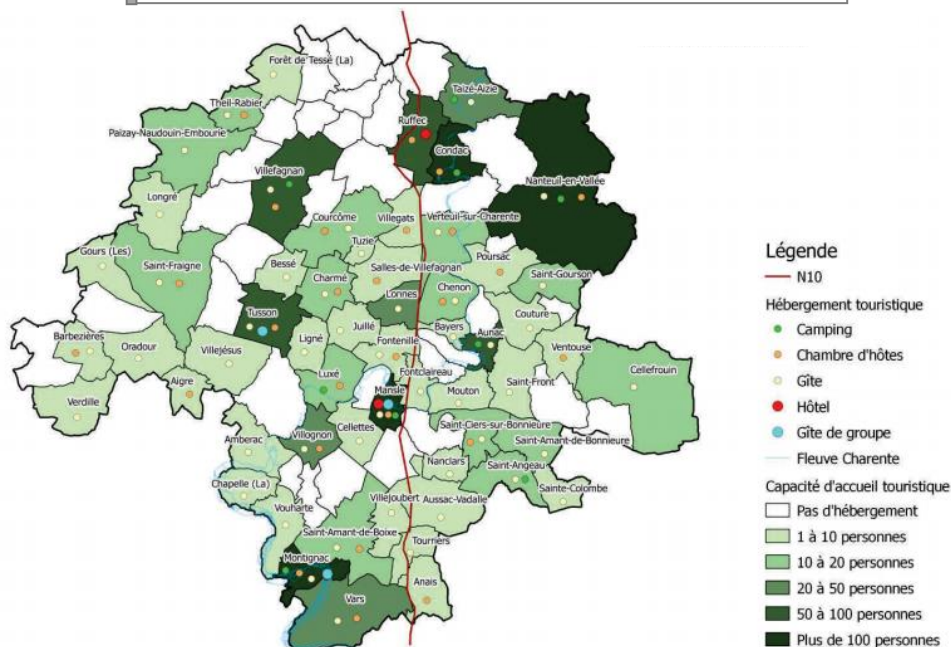 Forêt de Tessé (La)
Taizé-Aizie
Theil-Rabier
Ruffec
Paizay-Naudouin-Embourie
Condac
Villefagnan
Nanteuil-en-Vallée
Longré
Courcôme
Villegats
Verteuil-sur-Charente
Tuzie
Gours (Les)
Bessé
Salles-de-Villefagnan
Poursac
Saint-Fraigne
Charmé
Saint-Gourson
Lonnes
Chenon
Tusson
Couture
Juillé
Bayers
Aunac
Barbezières
Ligné
Fontenille
Ventouse
Oradour
Villejésus
Fontclaireau
Cellefrouin
Luxé
Saint-Front
Aigre
Mansle
Mouton
Verdille
Saint-Ciers-sur-Bonnieure
Villognon
Cellettes
Amberac
Saint-Amant-de-Bonnieure
Nanclars
Saint-Angeau
Chapelle (La)
Villejoubert
Aussac-Vadalle
Sainte-Colombe
Vouharte
Saint-Amant-de-Boixe
Tourriers
Montignac
Anais
Vars
Légende
N10
Hébergement touristique
Camping
Chambre d'hôtes
Gîte
Hôtel
Gîte de groupe
Fleuve Charente
Capacité d'accueil touristique
Pas d'hébergement
1 à 10 personnes
10 à 20 personnes
20 à 50 personnes
50 à 100 personnes
Plus de 100 personnes